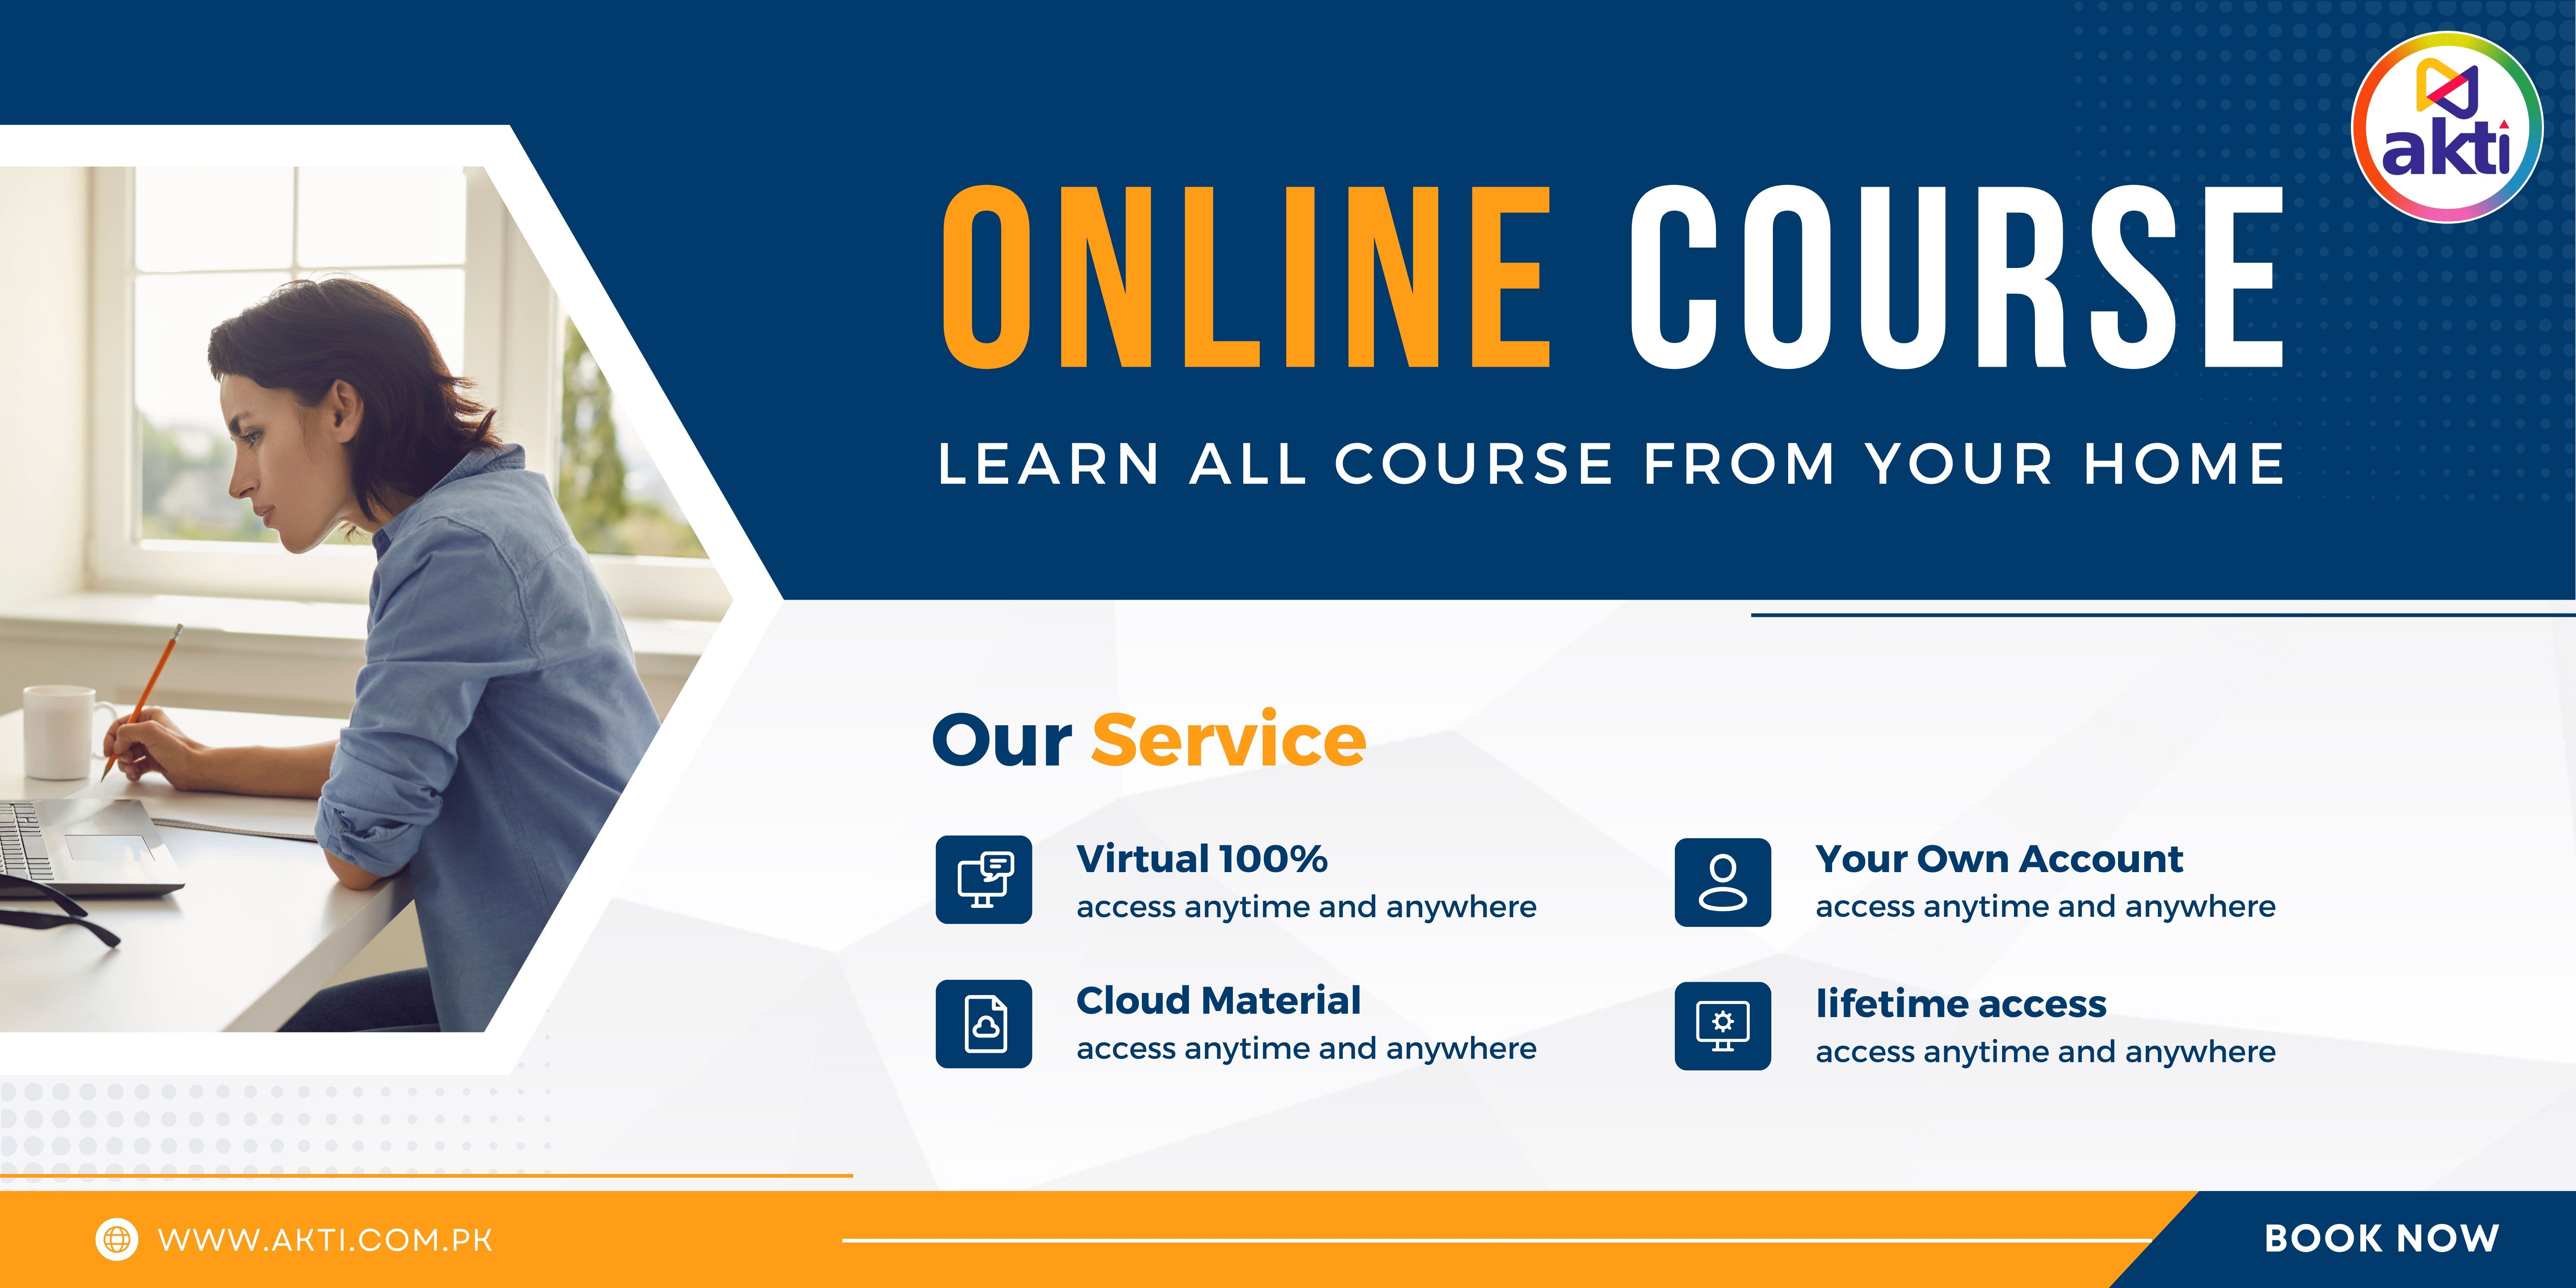 akti
ONLINE COURSE
LEARN ALL COURSE FROM YOUR HOME
Our Service
Virtual 100%
access anytime and anywhere
Your Own Account
access anytime and anywhere
Cloud Material
access anytime and anywhere
lifetime access
access anytime and anywhere
WWW.AKTI.COM.PK
BOOK NOW